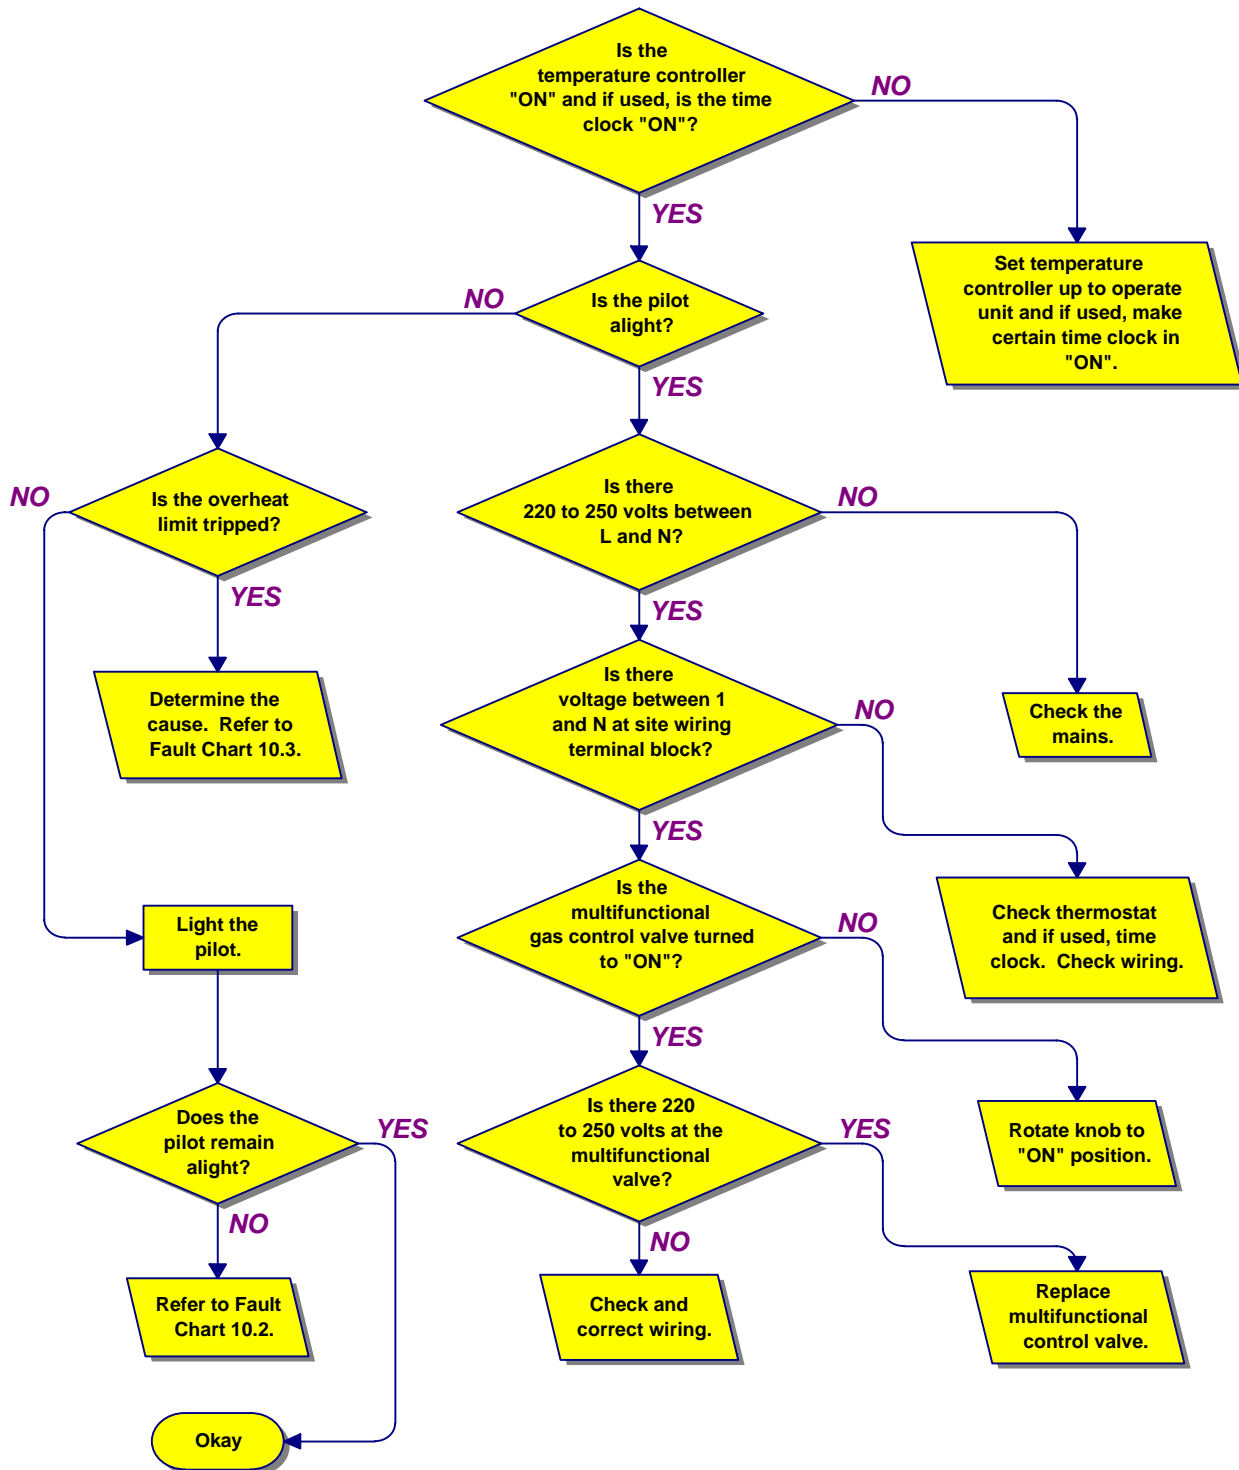 Is the
temperature controller
"ON" and if used, is the time
clock "ON"?
NO
YES
Set temperature
controller up to operate
unit and if used, make
certain time clock in
"ON".
Is the pilot
alight?
NO
YES
Is the overheat
limit tripped?
NO
YES
Is there
220 to 250 volts between
L and N?
NO
YES
Determine the
cause. Refer to
Fault Chart 10.3.
Is there
voltage between 1
and N at site wiring
terminal block?
NO
YES
Check the
mains.
Light the
pilot.
Is the
multifunctional
gas control valve turned
to "ON"?
NO
YES
Check thermostat
and if used, time
clock. Check wiring.
Does the
pilot remain
alight?
YES
NO
Is there 220
to 250 volts at the
multifunctional
valve?
YES
NO
Rotate knob to
"ON" position.
Refer to Fault
Chart 10.2.
Check and
correct wiring.
Replace
multifunctional
control valve.
Okay